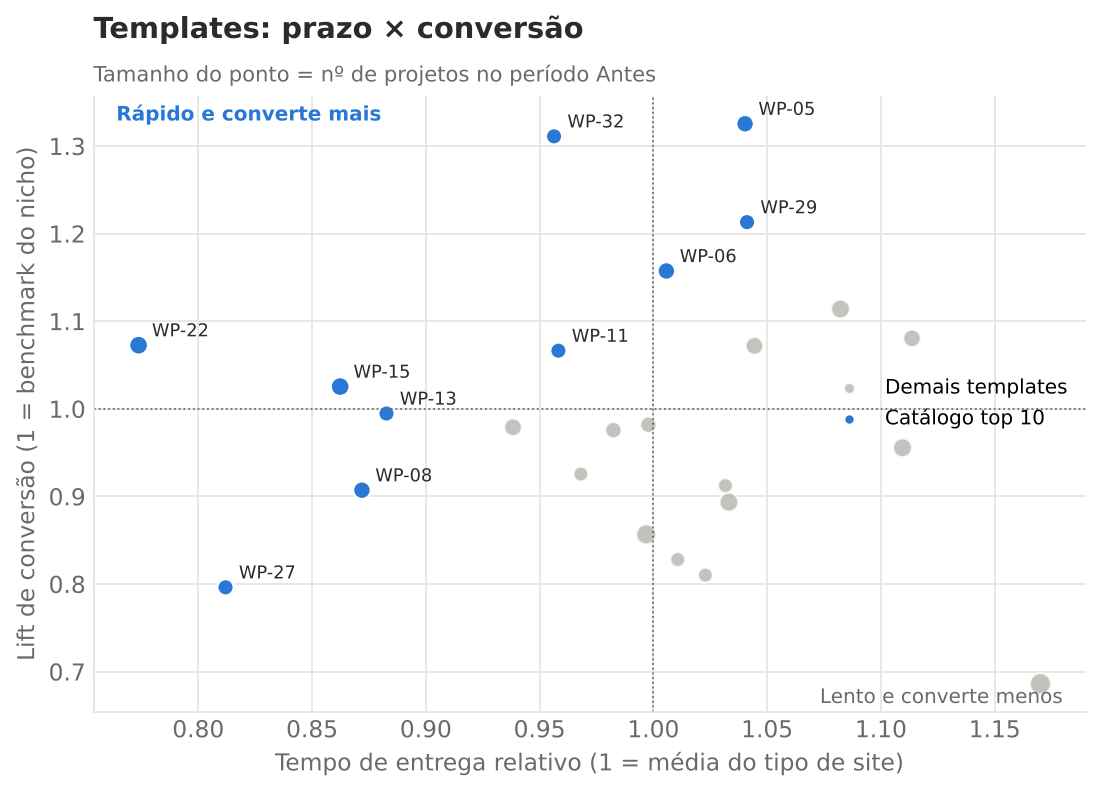 Templates: prazo × conversão
Tamanho do ponto = nº de projetos no período Antes
Rápido e converte mais
WP-32
WP-05
WP-29
WP-06
WP-11
WP-22
WP-15
WP-13
WP-08
WP-27
Demais templates
Catálogo top 10
Lento e converte menos
Lift de conversão (1 = benchmark do nicho)
1.3
1.2
1.1
1.0
0.9
0.8
0.7
0.80 0.85 0.90 0.95 1.00 1.05 1.10 1.15
Tempo de entrega relativo (1 = média do tipo de site)